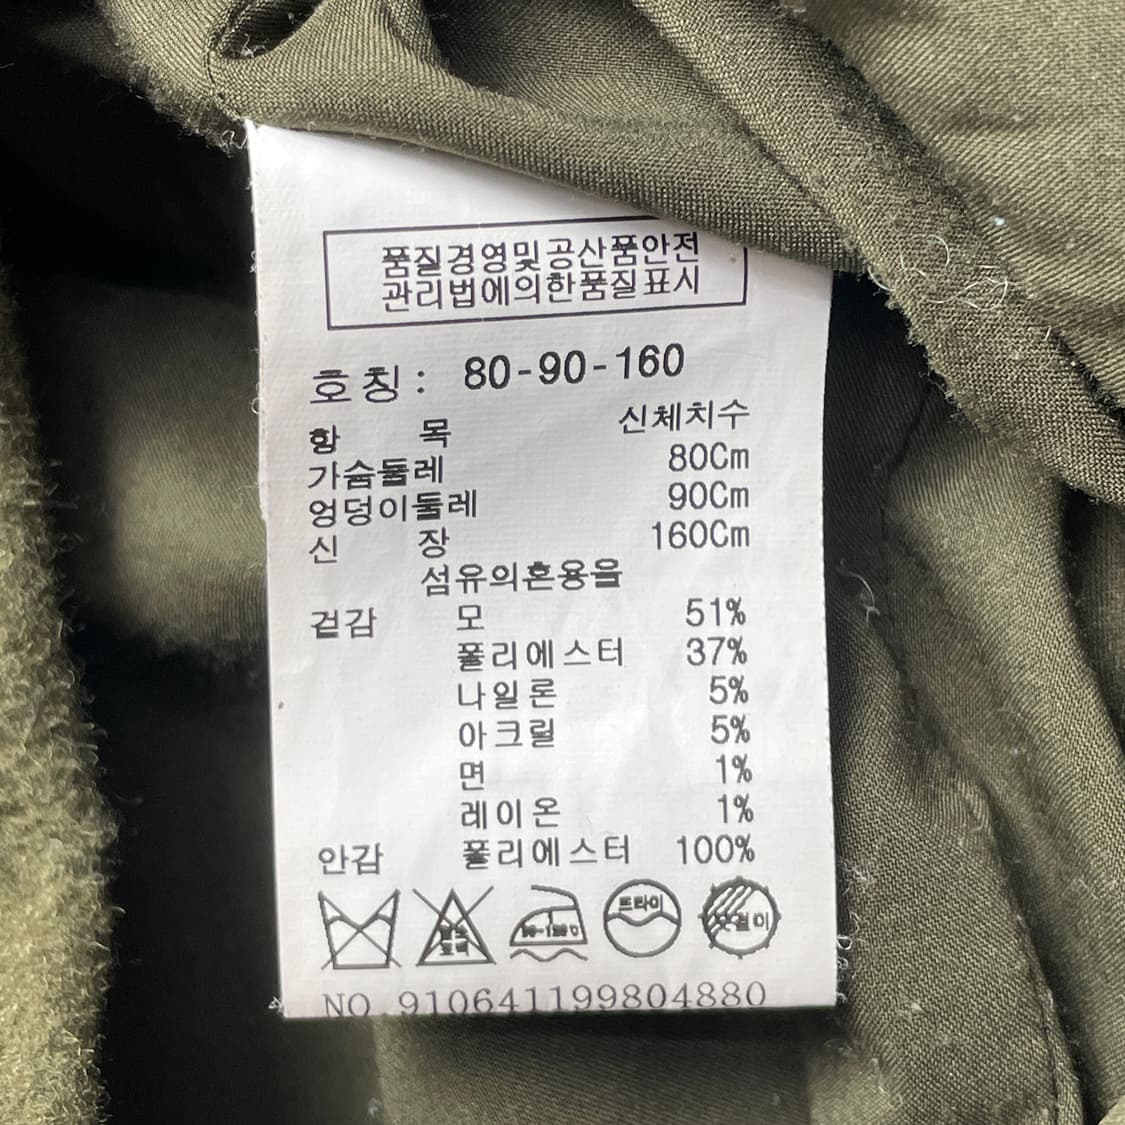 품질경영및공산품안전
관리법에의한품질표시
호칭: 80-90-160
항목 신체치수
가슴둘레 80Cm
엉덩이둘레 90Cm
신장 160Cm
섬유의혼용율
겉감 모 51%
폴리에스터 37%
나일론 5%
아크릴 5%
면 1%
레이온 1%
안감 폴리에스터 100%
드라이
NO.910641199804880